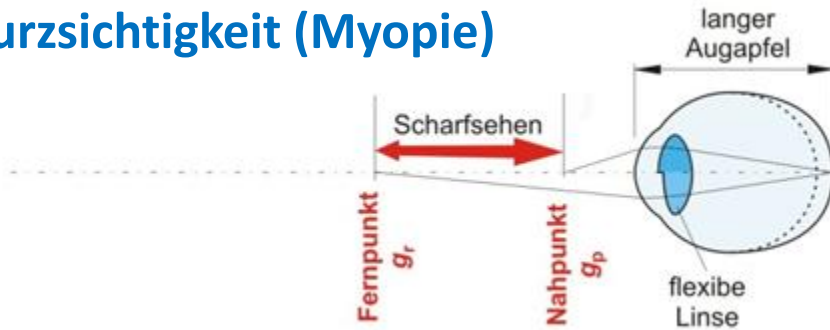 urzsichtigkeit (Myopie)
langer
Augapfel
Scharfsehen
Fernpunkt
gr
Nahpunkt
gp
flexibe
Linse